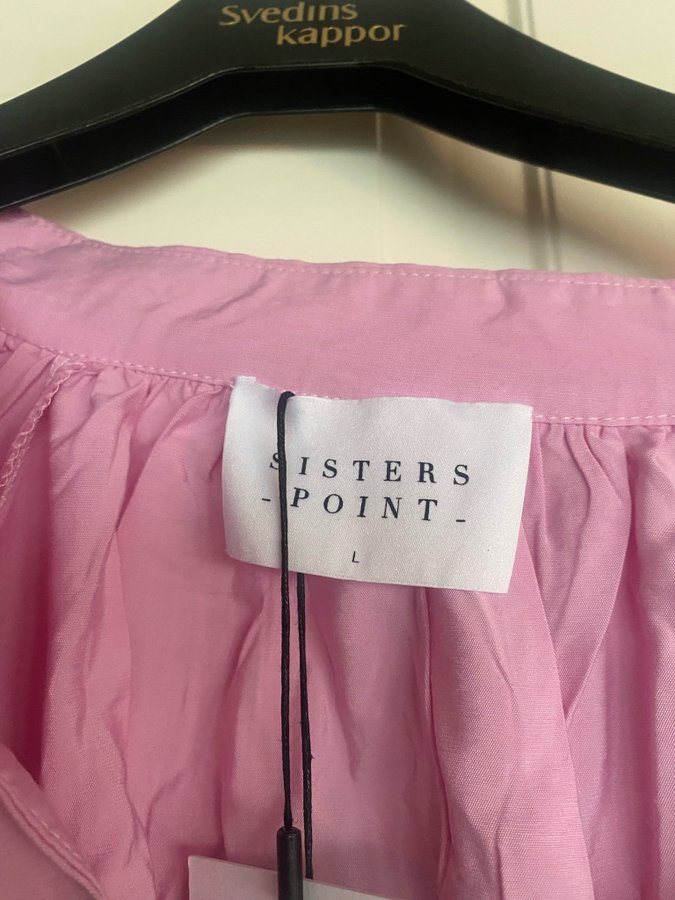 Svedins
kappor
SISTERS
- POINT -
L